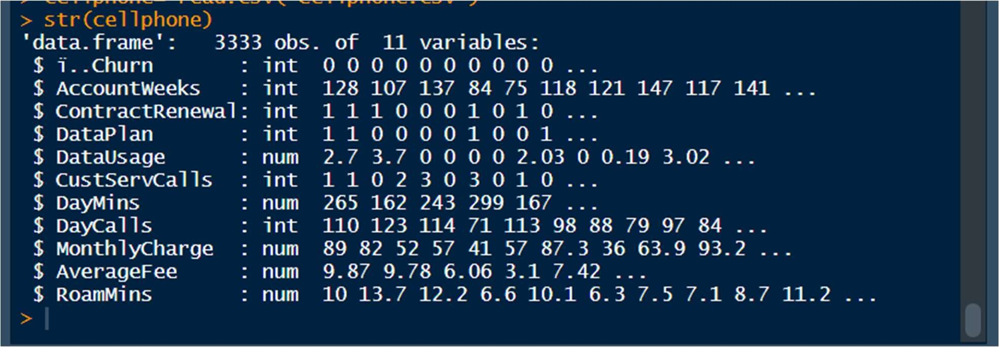 > str(cellphone)
'data.frame':   3333 obs. of  11 variables:
 $ ï..Churn       : int  0 0 0 0 0 0 0 0 0 0 ...
 $ AccountWeeks   : int  128 107 137 84 75 118 121 147 117 141 ...
 $ ContractRenewal: int  1 1 1 0 0 0 1 0 1 0 ...
 $ DataPlan       : int  1 1 0 0 0 0 1 0 0 1 ...
 $ DataUsage      : num  2.7 3.7 0 0 0 0 2.03 0 0.19 3.02 ...
 $ CustServCalls  : int  1 1 0 2 3 0 3 0 1 0 ...
 $ DayMins        : num  265 162 243 299 167 ...
 $ DayCalls       : int  110 123 114 71 113 98 88 79 97 84 ...
 $ MonthlyCharge  : num  89 82 52 57 41 57 87.3 36 63.9 93.2 ...
 $ AverageFee     : num  9.87 9.78 6.06 3.1 7.42 ...
 $ RoamMins       : num  10 13.7 12.2 6.6 10.1 6.3 7.5 7.1 8.7 11.2 ...
>